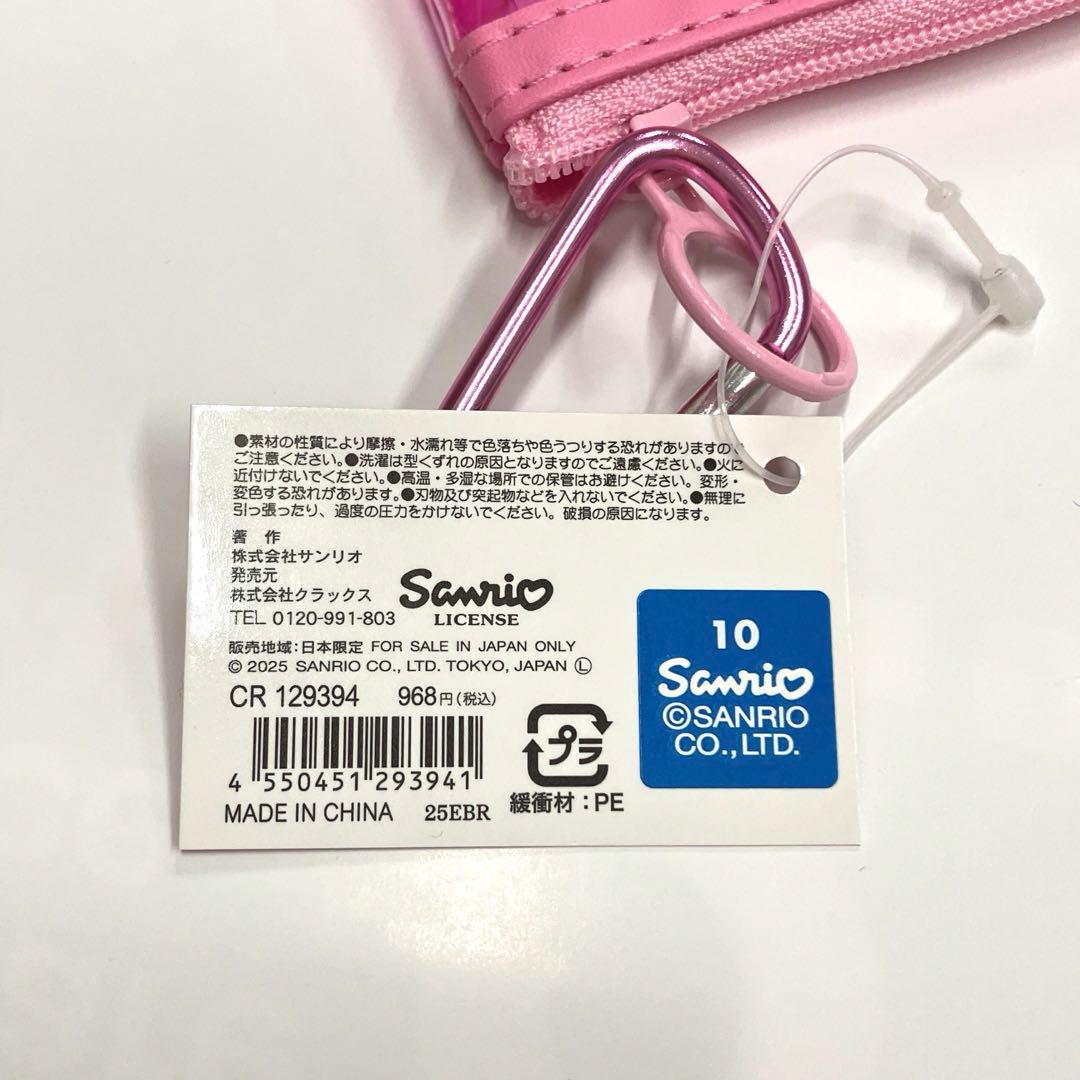 ●素材の性質により摩擦・水濡れ等で色落ちや色うつりする恐れがありますので
ご注意ください。●洗濯は型くずれの原因となりますのでご遠慮ください。●火に
近付けないでください。●高温・多湿な場所での保管はお避けください。変形・
変色する恐れがあります。●刃物及び突起物などを入れないでください。●無理に
引っ張ったり、過度の圧力をかけないでください。破損の原因になります。
著 作
株式会社サンリオ
発売元
株式会社クラックス
TEL 0120-991-803
Sanrio
LICENSE
販売地域:日本限定 FOR SALE IN JAPAN ONLY
© 2025 SANRIO CO., LTD. TOKYO, JAPAN Ⓛ
CR 129394 968円(税込)
4 550451 293941
MADE IN CHINA 25EBR
プラ
緩衝材:PE
10
Sanrio
©SANRIO
CO.,LTD.